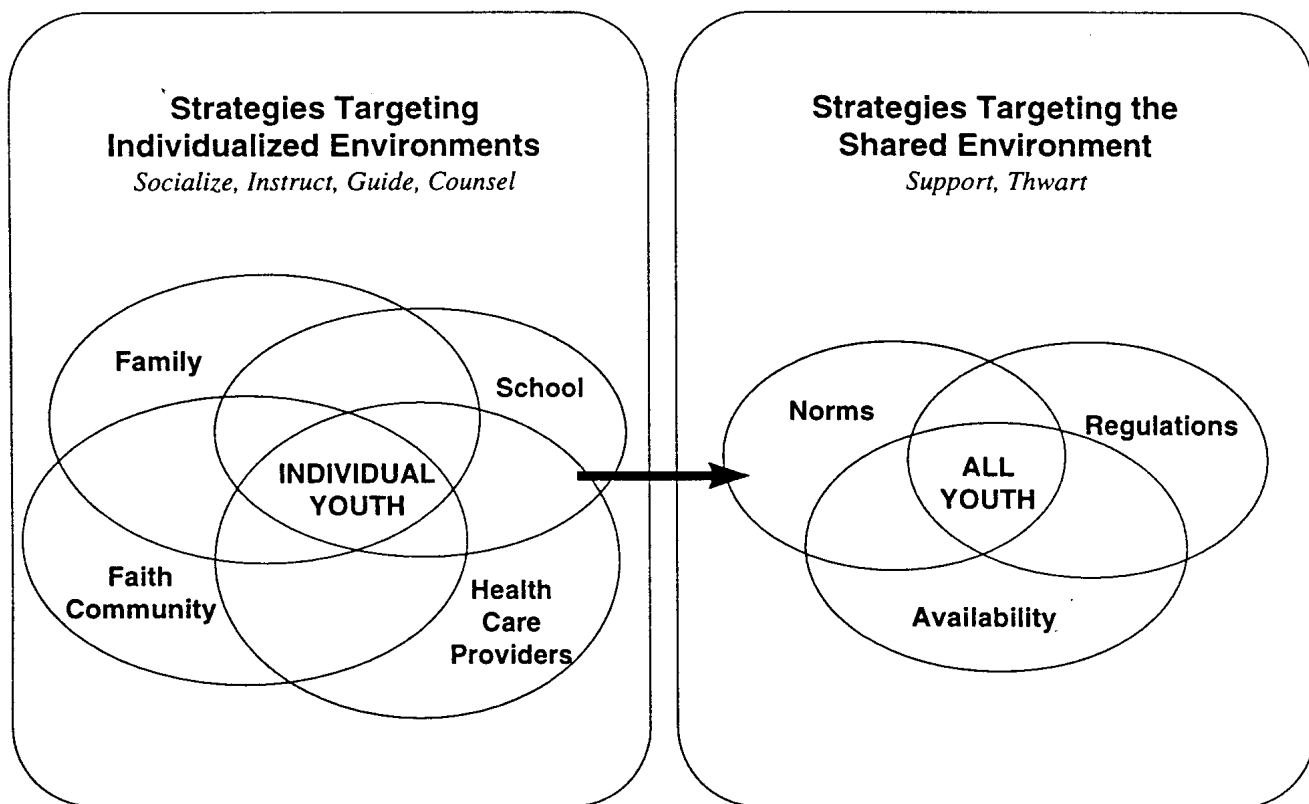 Strategies Targeting
Individualized Environments
Socialize, Instruct, Guide, Counsel
Family
School
INDIVIDUAL
YOUTH
Faith
Community
Health
Care
Providers
Strategies Targeting the
Shared Environment
Support, Thwart
Norms
Regulations
ALL
YOUTH
Availability